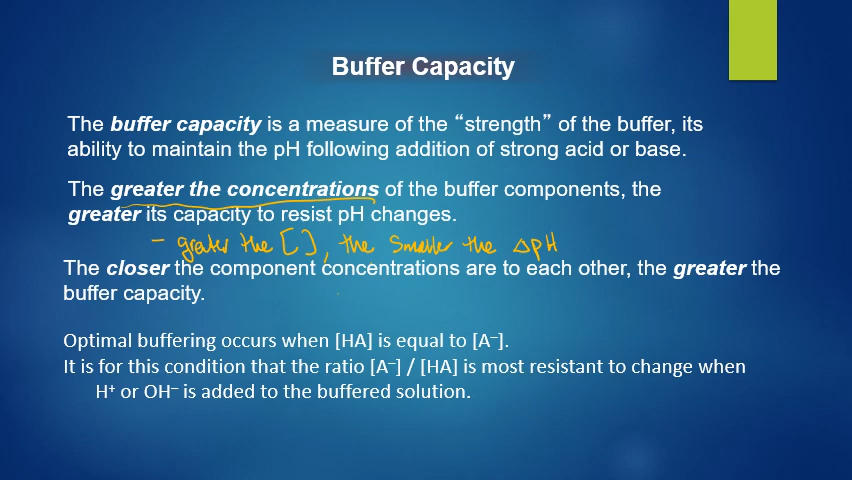 Buffer Capacity
The buffer capacity is a measure of the “strength” of the buffer, its
ability to maintain the pH following addition of strong acid or base.
The greater the concentrations of the buffer components, the
greater its capacity to resist pH changes.
– greater the [ ], the smaller the ΔpH
The closer the component concentrations are to each other, the greater the
buffer capacity.
Optimal buffering occurs when [HA] is equal to [A⁻].
It is for this condition that the ratio [A⁻] / [HA] is most resistant to change when
H⁺ or OH⁻ is added to the buffered solution.